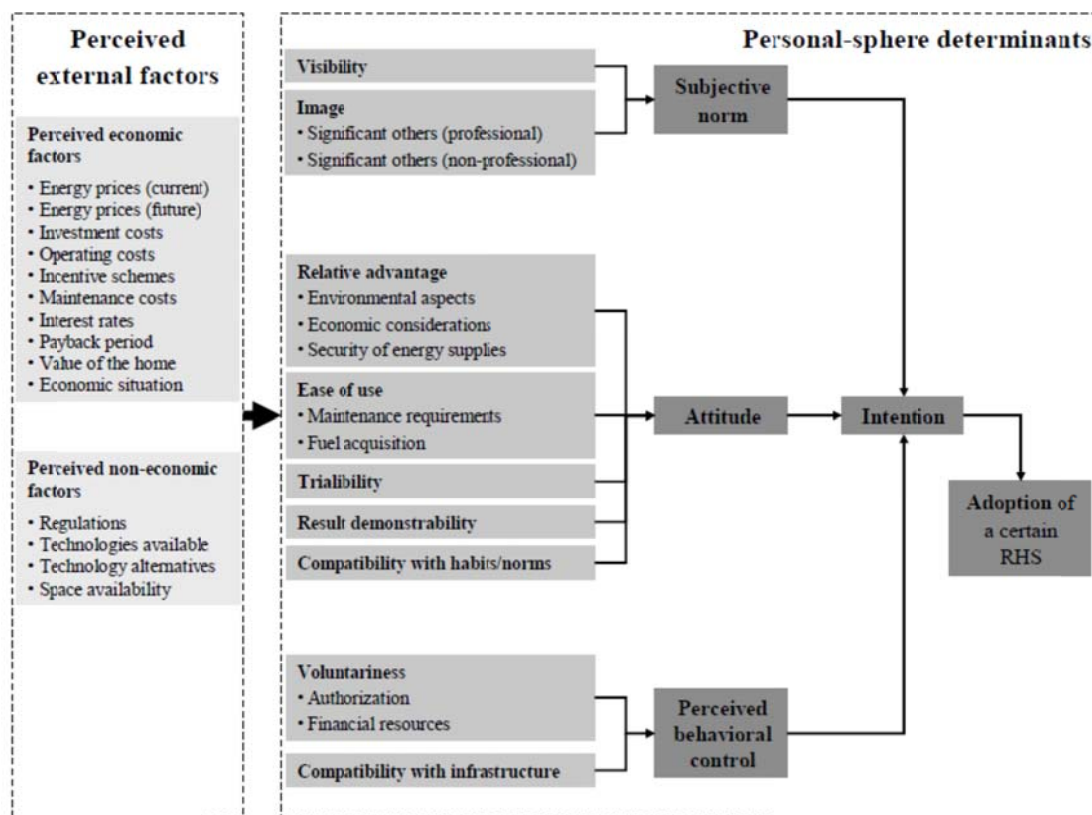 Perceived
external factors
Perceived economic
factors
• Energy prices (current)
• Energy prices (future)
• Investment costs
• Operating costs
• Incentive schemes
• Maintenance costs
• Interest rates
• Payback period
• Value of the home
• Economic situation
Perceived non-economic
factors
• Regulations
• Technologies available
• Technology alternatives
• Space availability
Personal-sphere determinants
Visibility
Image
• Significant others (professional)
• Significant others (non-professional)
Relative advantage
• Environmental aspects
• Economic considerations
• Security of energy supplies
Ease of use
• Maintenance requirements
• Fuel acquisition
Trialibility
Result demonstrability
Compatibility with habits/norms
Voluntariness
• Authorization
• Financial resources
Compatibility with infrastructure
Subjective
norm
Attitude
Perceived
behavioral
control
Intention
Adoption of
a certain
RHS